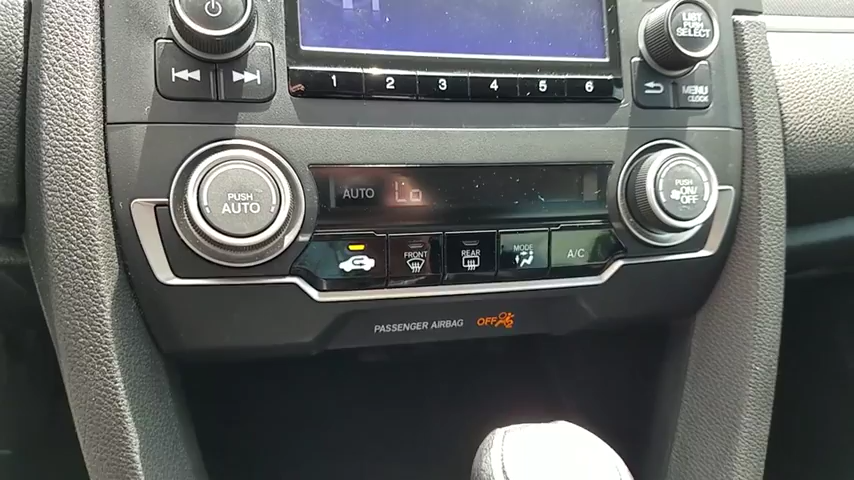 LIST
PUSH
SELECT
1 2 3 4 5 6
MENU
CLOCK
PUSH
AUTO
AUTO Lo
PUSH
ON/
OFF
FRONT
REAR
MODE
A/C
PASSENGER AIRBAG OFF